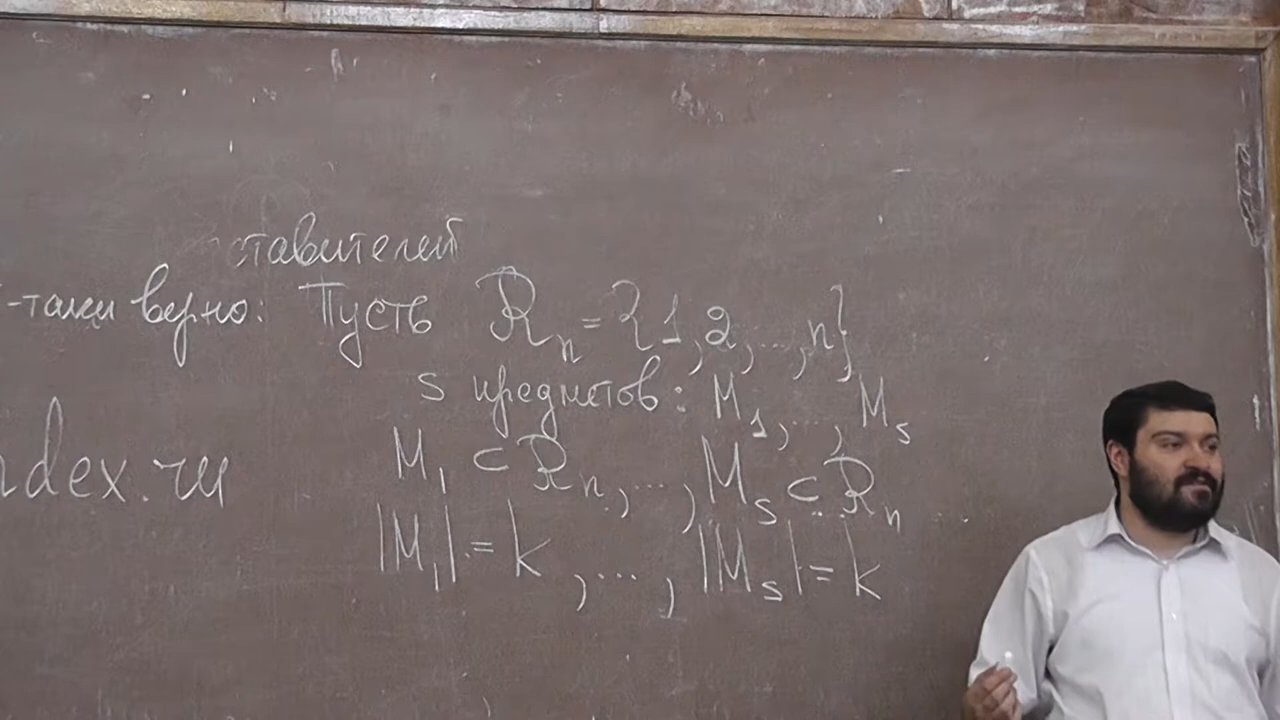 ставителей
-таки верно: Пусть R_n = {1, 2, ..., n}
s предметов: M_1, ..., M_s
M_1 ⊂ R_n, ..., M_s ⊂ R_n
ndex.ru
|M_1| = k, ..., |M_s| = k